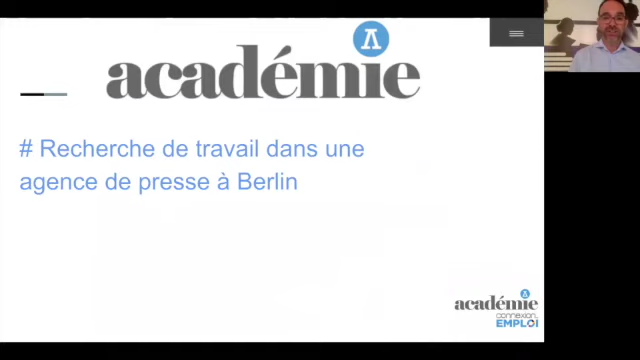 académie
# Recherche de travail dans une
agence de presse à Berlin
académie
connexion
EMPLOI